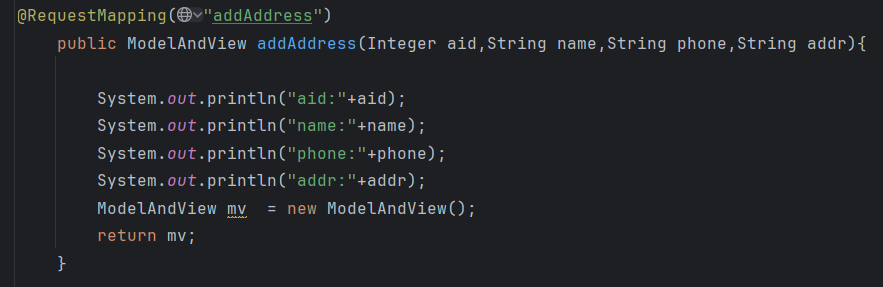 @RequestMapping("addAddress")
public ModelAndView addAddress(Integer aid,String name,String phone,String addr){
System.out.println("aid:"+aid);
System.out.println("name:"+name);
System.out.println("phone:"+phone);
System.out.println("addr:"+addr);
ModelAndView mv  = new ModelAndView();
return mv;
}